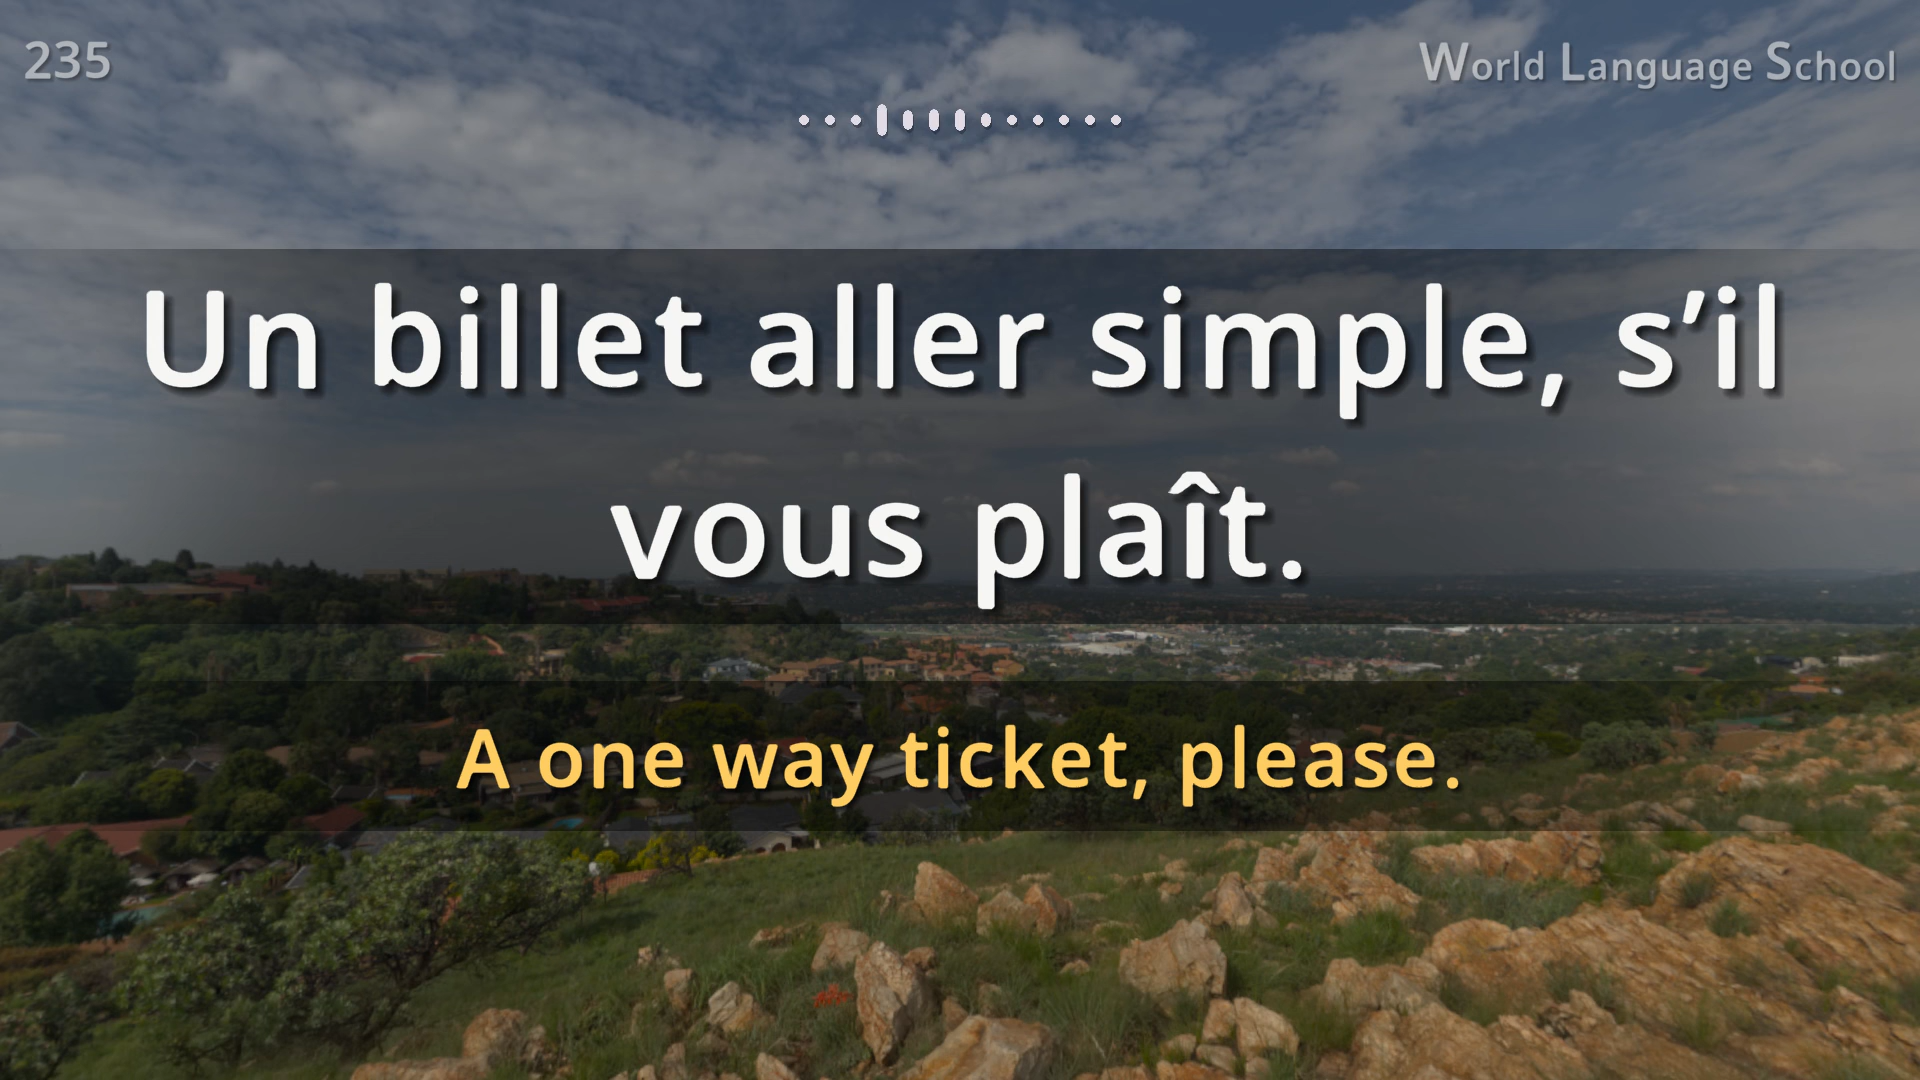 235
World Language School
Un billet aller simple, s’il
vous plaît.
A one way ticket, please.